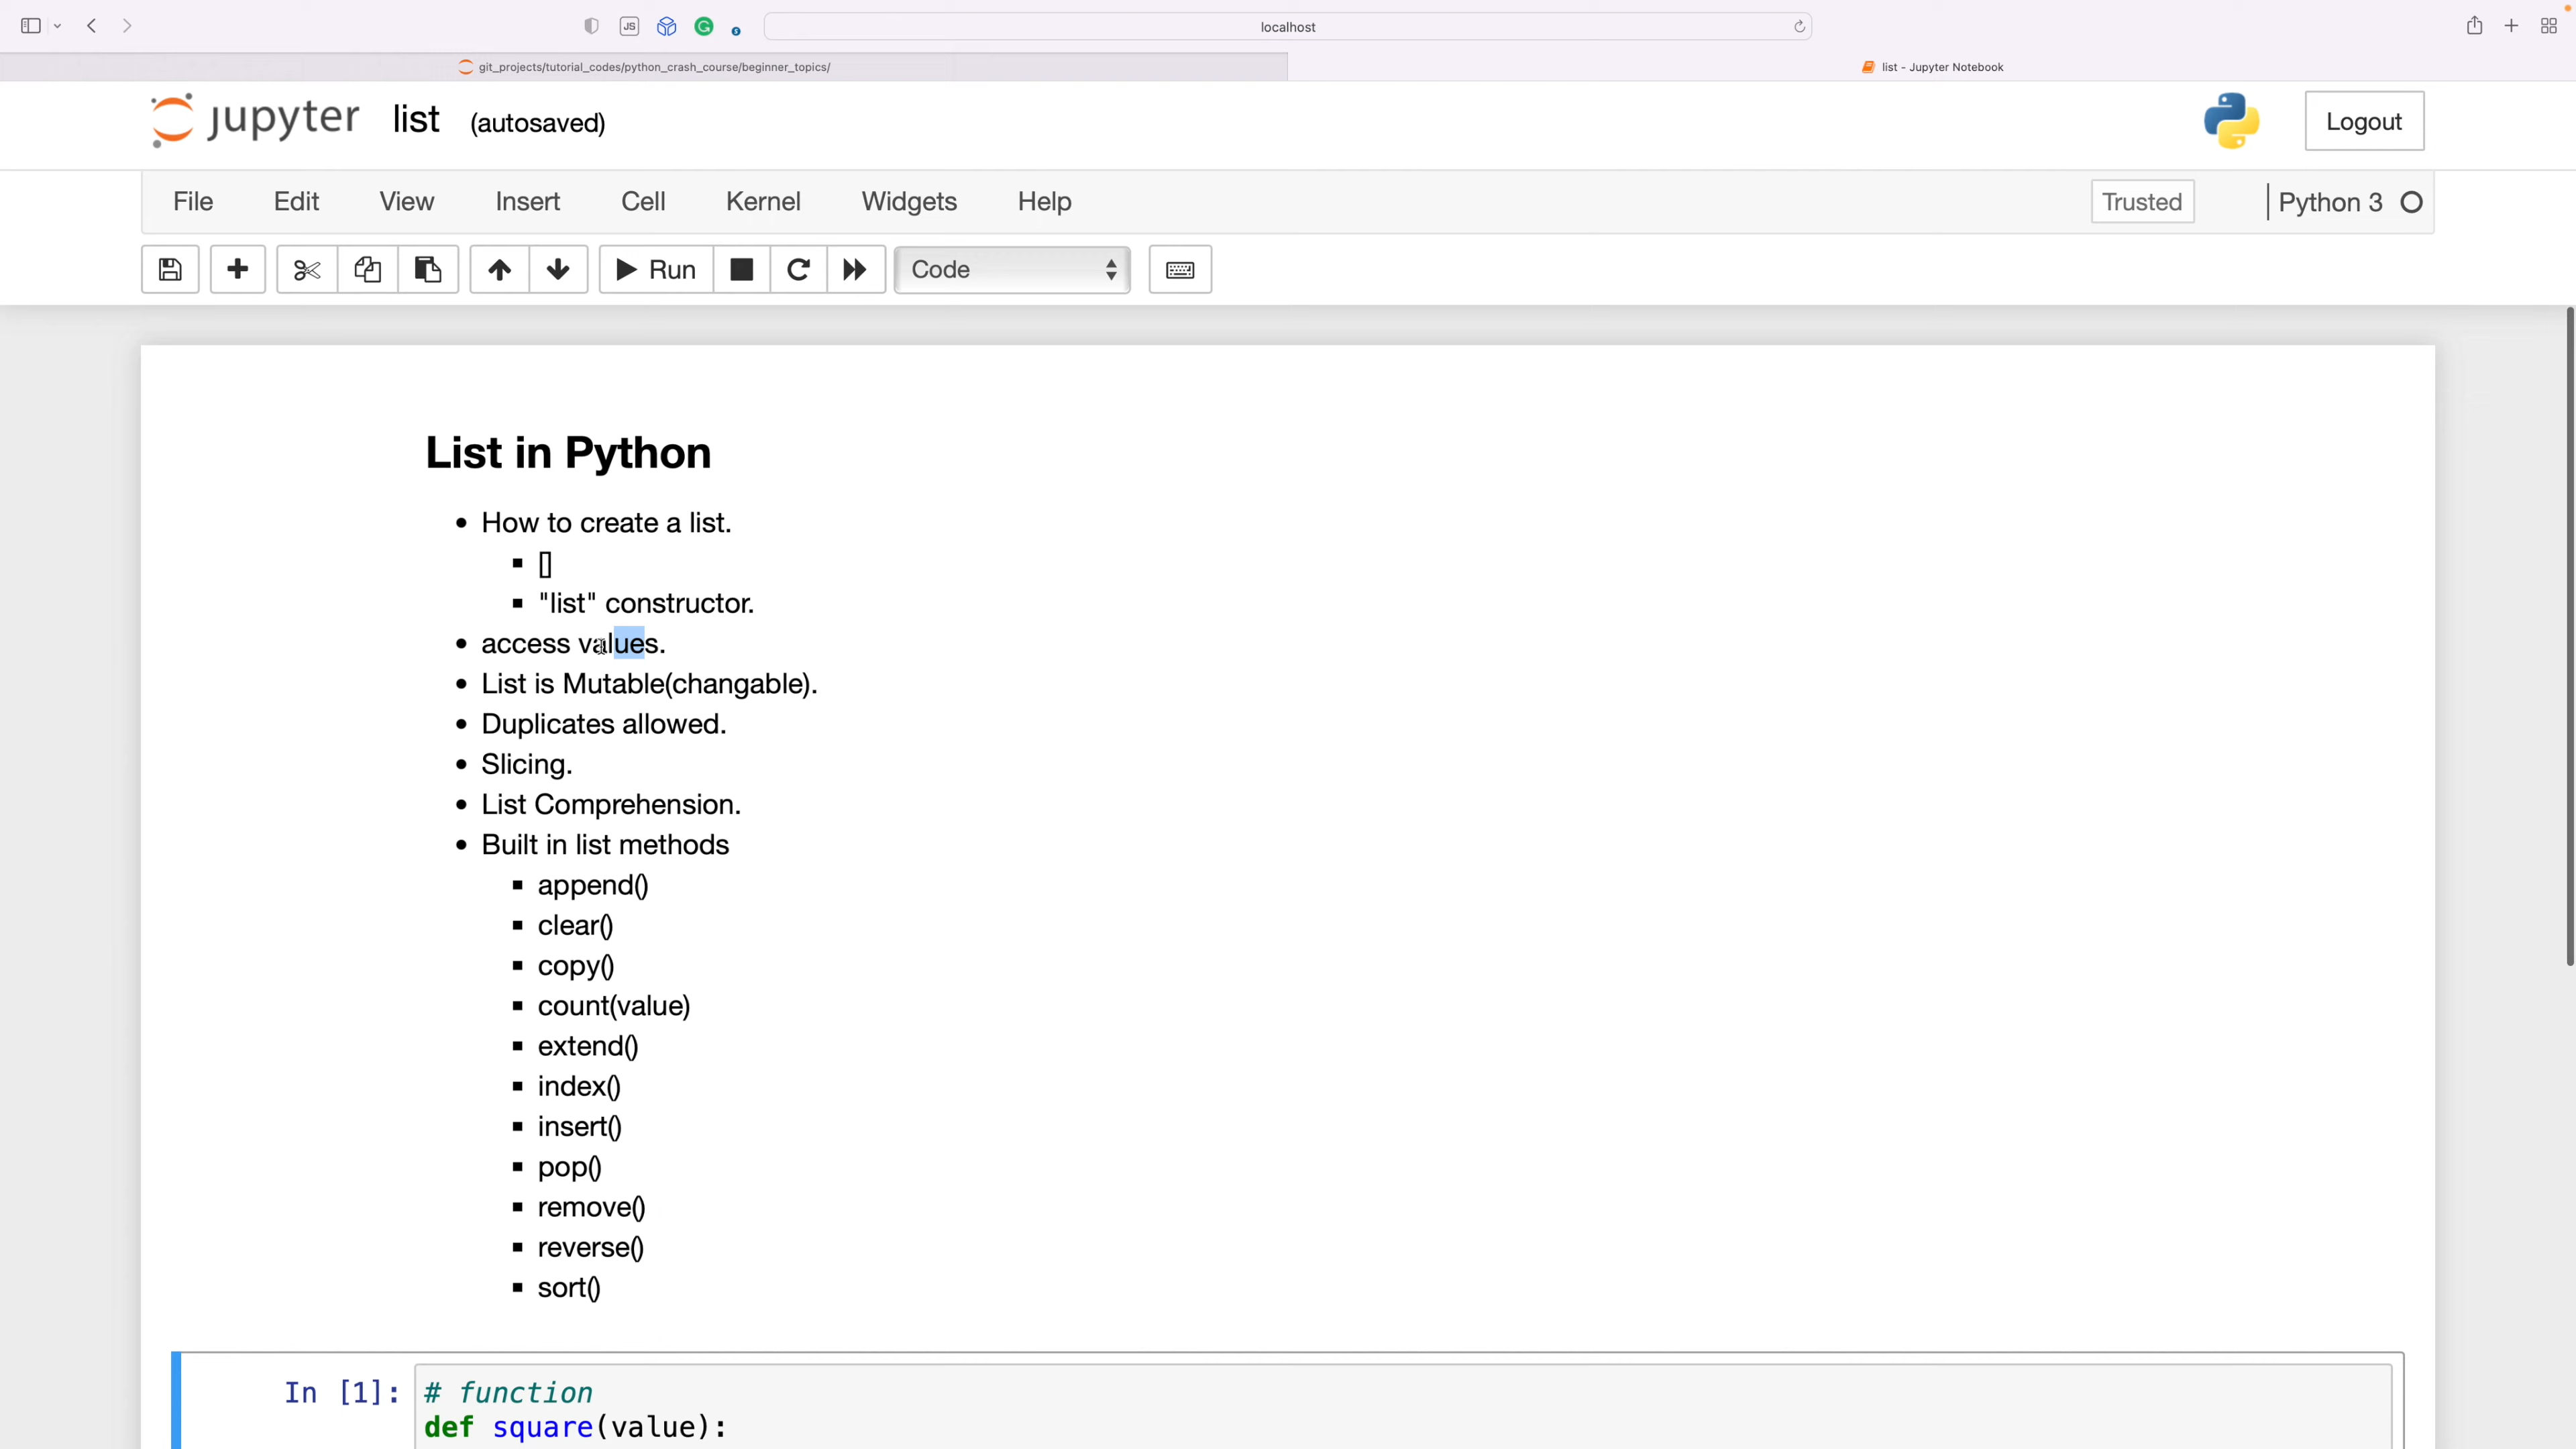 localhost
git_projects/tutorial_codes/python_crash_course/beginner_topics/
list - Jupyter Notebook
jupyter list (autosaved)
Logout
File Edit View Insert Cell Kernel Widgets Help
Trusted
Python 3
Run
Code
List in Python
How to create a list.
[]
"list" constructor.
access values.
List is Mutable(changable).
Duplicates allowed.
Slicing.
List Comprehension.
Built in list methods
append()
clear()
copy()
count(value)
extend()
index()
insert()
pop()
remove()
reverse()
sort()
In [1]: # function
def square(value):